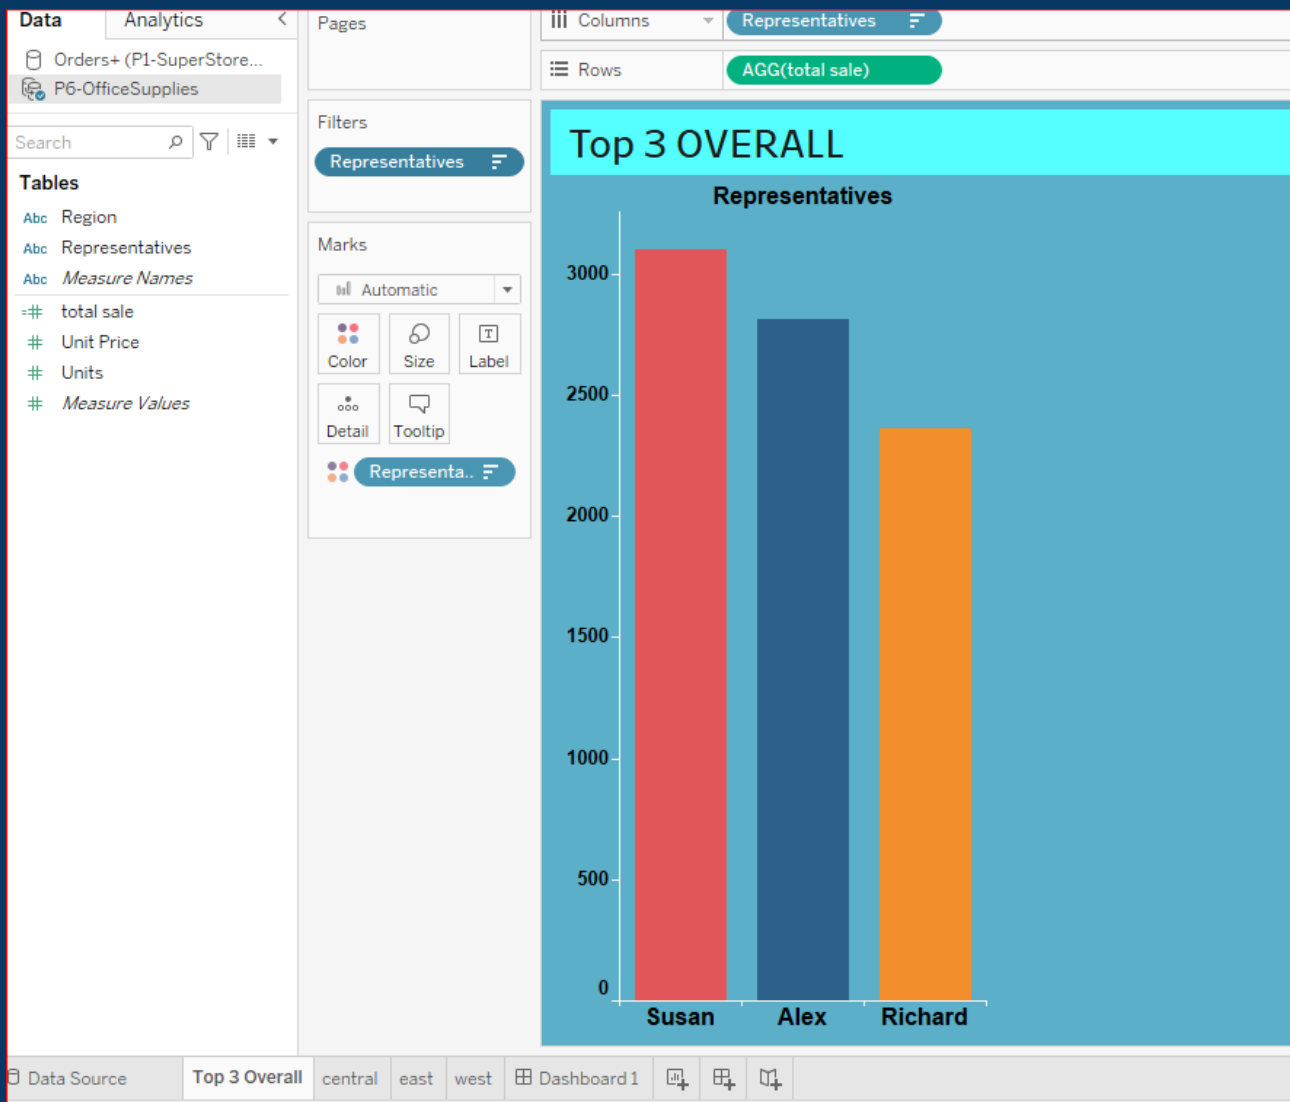 Data Analytics
Orders+ (P1-SuperStore...
P6-OfficeSupplies
Search
Tables
Abc Region
Abc Representatives
Abc Measure Names
=# total sale
# Unit Price
# Units
# Measure Values
Pages
Filters
Representatives
Marks
Automatic
Color Size Label
Detail Tooltip
Representa..
Columns Representatives
Rows AGG(total sale)
Top 3 OVERALL
Representatives
3000
2500
2000
1500
1000
500
0
Susan Alex Richard
Data Source Top 3 Overall central east west Dashboard 1